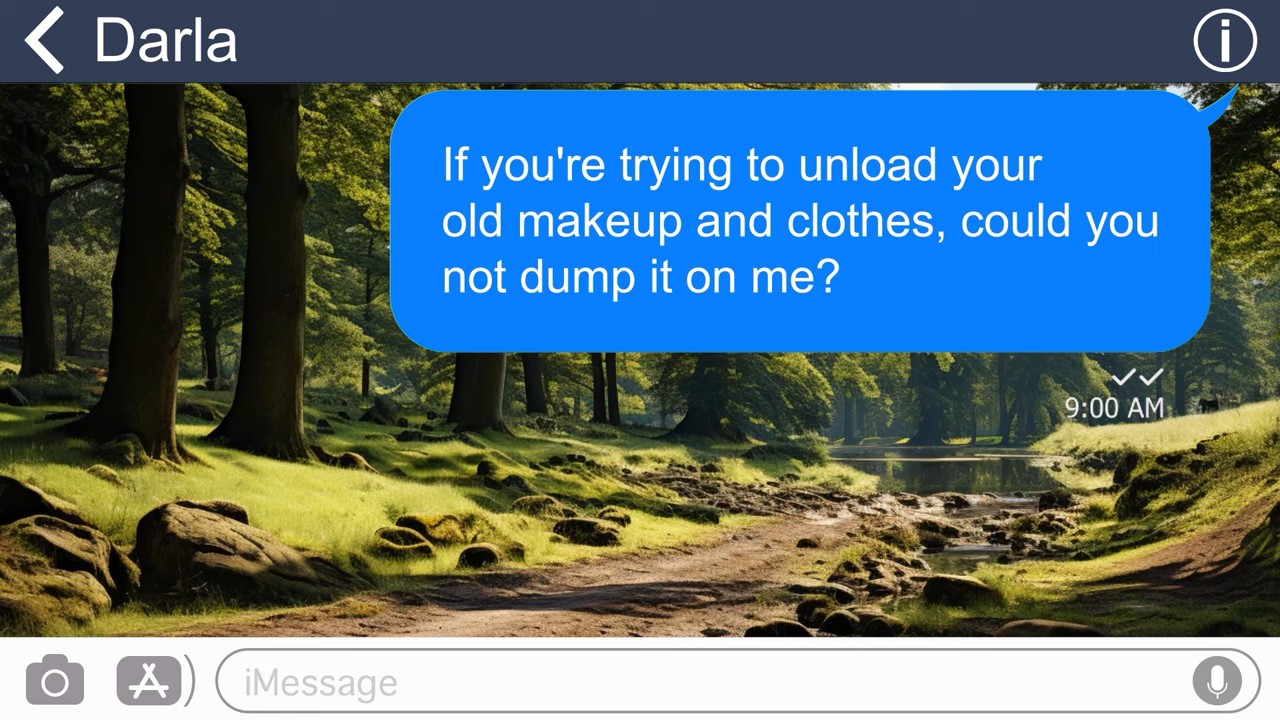 Darla
If you're trying to unload your
old makeup and clothes, could you
not dump it on me?
9:00 AM
iMessage